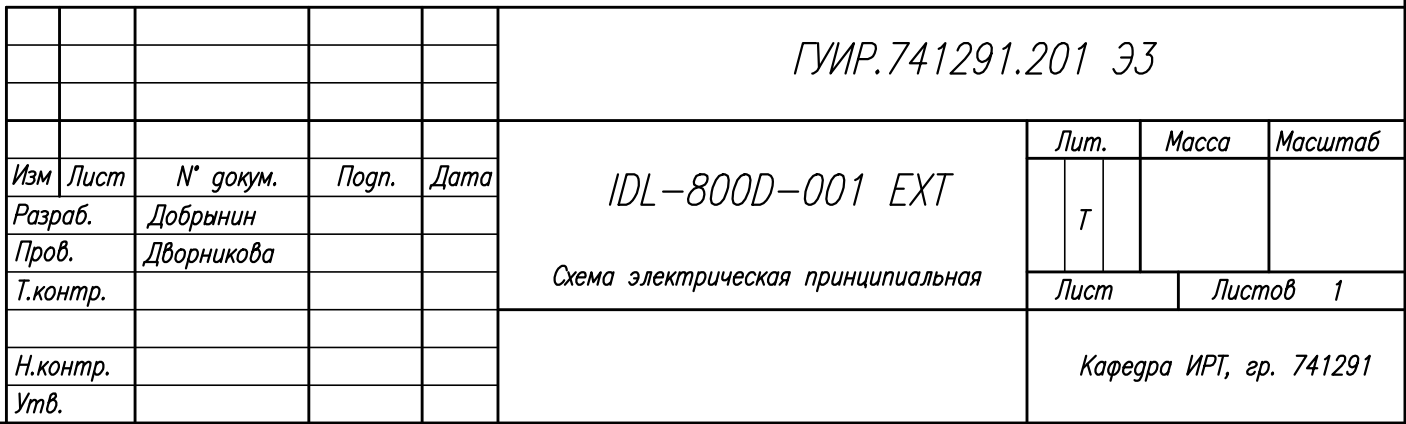 ГУИР.741291.201 Э3
Лит. Масса Масштаб
Изм Лист N° докум. Подп. Дата
IDL-800D-001 EXT
Разраб. Добрынин
Т
Пров. Дворникова
Схема электрическая принципиальная
Т.контр.
Лист Листов 1
Н.контр.
Кафедра ИРТ, гр. 741291
Утв.